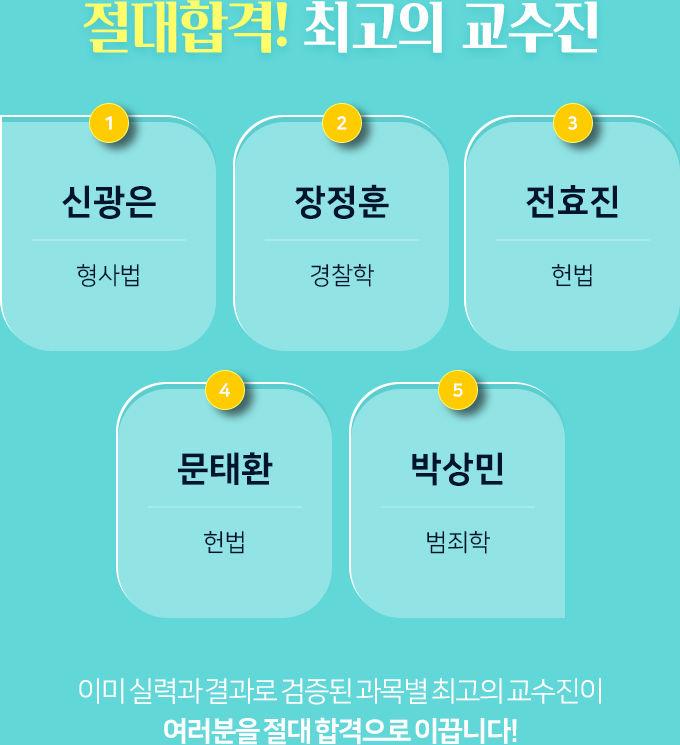 절대합격! 최고의 교수진
1
신광은
형사법
2
장정훈
경찰학
3
전효진
헌법
4
문태환
헌법
5
박상민
범죄학
이미 실력과 결과로 검증된 과목별 최고의 교수진이
여러분을 절대 합격으로 이끕니다!